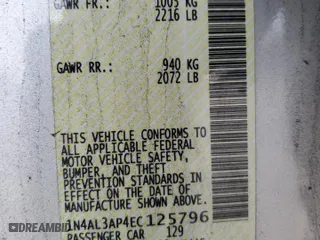 GAWR FR.: 1005 KG
2216 LB
GAWR RR.: 940 KG
2072 LB
THIS VEHICLE CONFORMS TO
ALL APPLICABLE FEDERAL
MOTOR VEHICLE SAFETY,
BUMPER, AND THEFT
PREVENTION STANDARDS IN
EFFECT ON THE DATE OF
MANUFACTURE SHOWN ABOVE.
1N4AL3AP4EC125796
PASSENGER CAR 129
DREAMBID